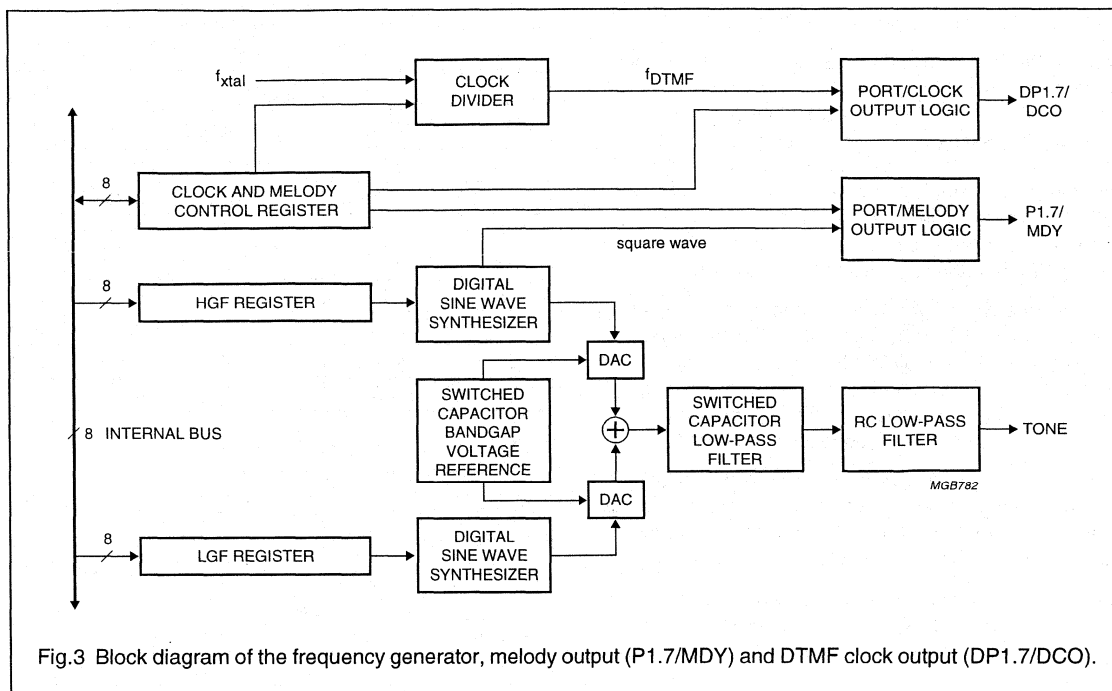 fxtal
CLOCK
DIVIDER
fDTMF
PORT/CLOCK
OUTPUT LOGIC
DP1.7/
DCO
8
CLOCK AND MELODY
CONTROL REGISTER
PORT/MELODY
OUTPUT LOGIC
P1.7/
MDY
square wave
8
HGF REGISTER
DIGITAL
SINE WAVE
SYNTHESIZER
DAC
8 INTERNAL BUS
SWITCHED
CAPACITOR
BANDGAP
VOLTAGE
REFERENCE
+
SWITCHED
CAPACITOR
LOW-PASS
FILTER
RC LOW-PASS
FILTER
TONE
MGB782
DAC
8
LGF REGISTER
DIGITAL
SINE WAVE
SYNTHESIZER
Fig.3 Block diagram of the frequency generator, melody output (P1.7/MDY) and DTMF clock output (DP1.7/DCO).